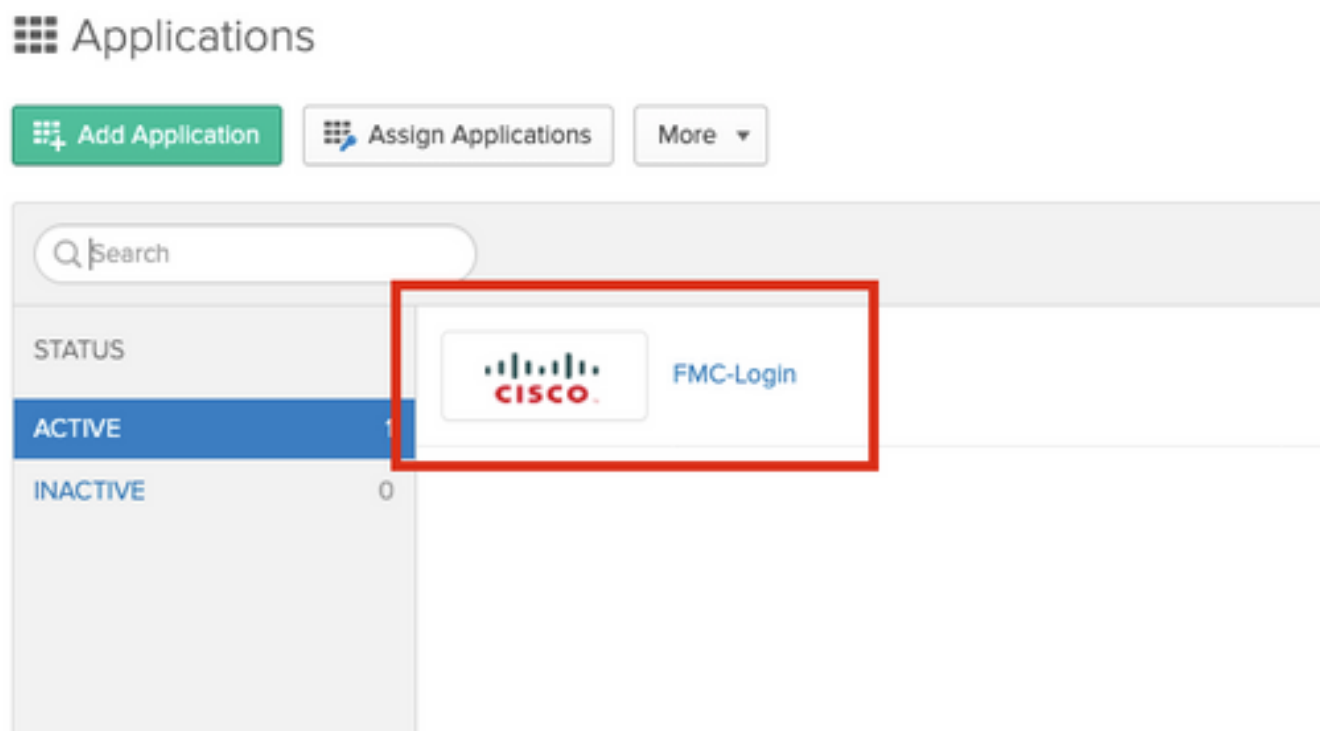 Applications
Add Application
Assign Applications
More
Search
STATUS
CISCO
FMC-Login
ACTIVE 1
INACTIVE 0